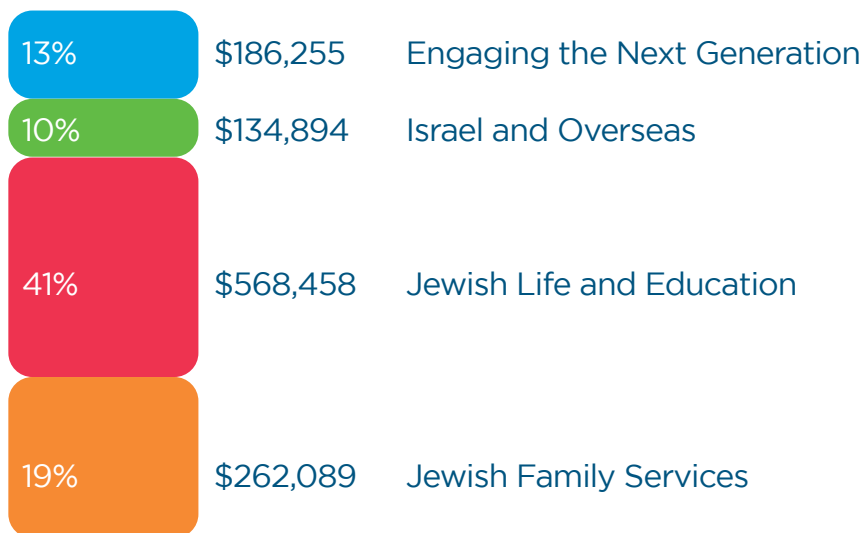 13% $186,255 Engaging the Next Generation
10% $134,894 Israel and Overseas
41% $568,458 Jewish Life and Education
19% $262,089 Jewish Family Services